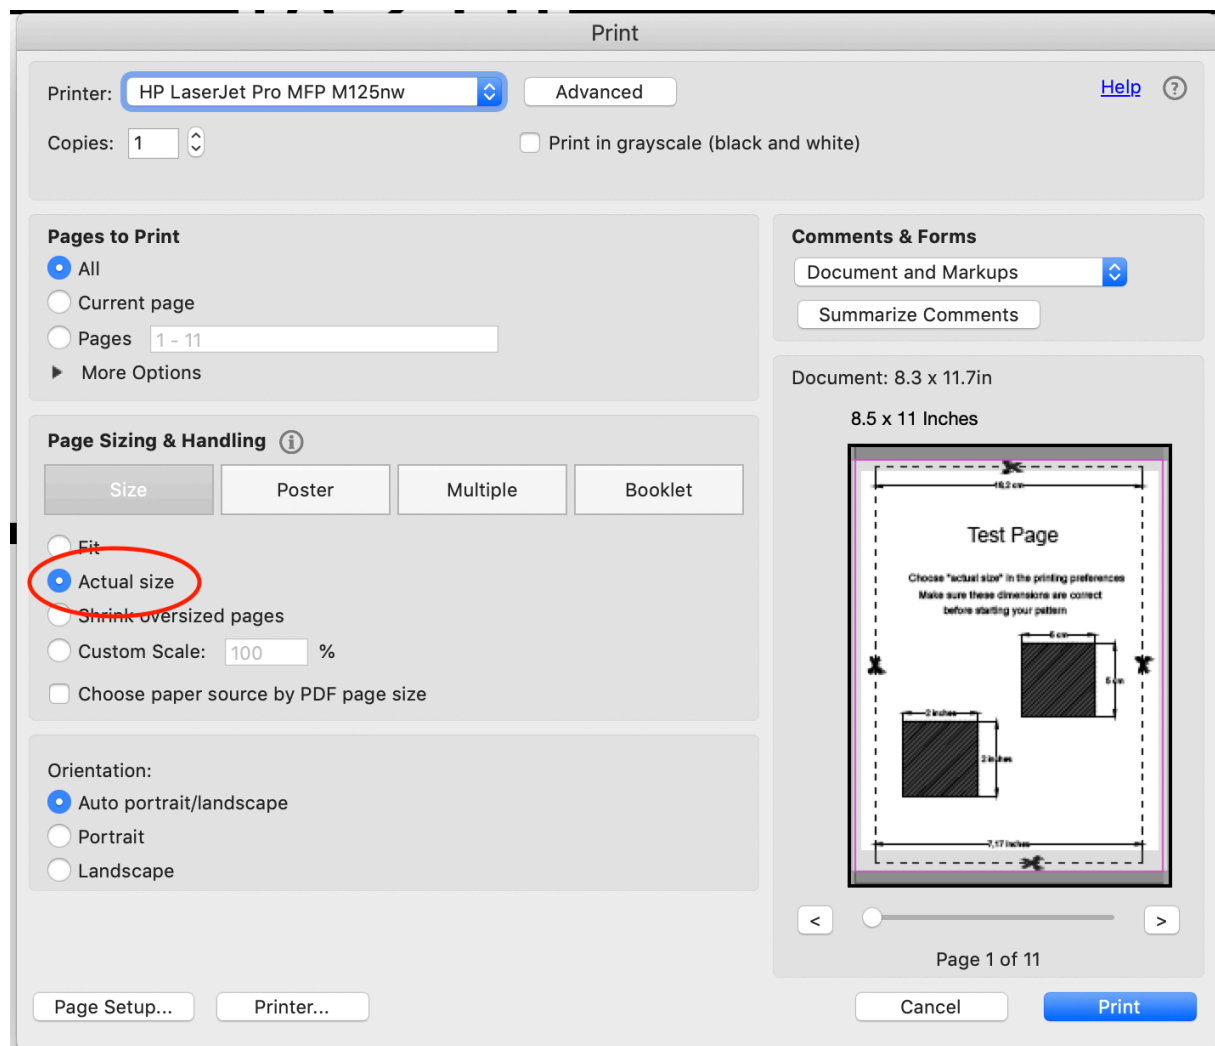 Print
Printer: HP LaserJet Pro MFP M125nw Advanced Help ?
Copies: 1 Print in grayscale (black and white)
Pages to Print
All
Current page
Pages 1 - 11
More Options
Comments & Forms
Document and Markups
Summarize Comments
Page Sizing & Handling i
Size Poster Multiple Booklet
Fit
Actual size
Shrink oversized pages
Custom Scale: 100 %
Choose paper source by PDF page size
Orientation:
Auto portrait/landscape
Portrait
Landscape
Document: 8.3 x 11.7in
8.5 x 11 Inches
Test Page
Choose "actual size" in the printing preferences
Make sure these dimensions are correct
before starting your pattern
5 cm
5 cm
2 inches
2 inches
7,17 inches
< >
Page 1 of 11
Page Setup... Printer... Cancel Print